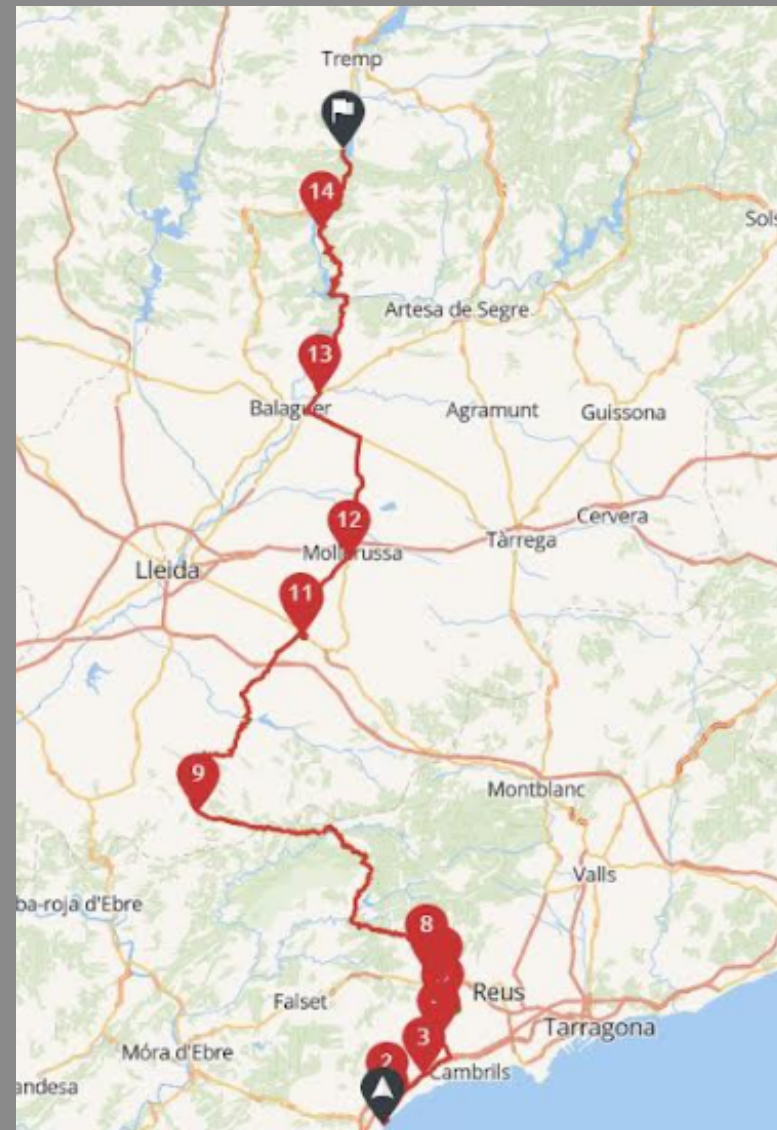 Tremp
14
Sols
Artesa de Segre
13
Balaguer
Agramunt
Guissona
12
Cervera
Tàrrega
Lleida
11
9
Montblanc
Valls
ba-roja d'Ebre
8
Reus
Falset
Tarragona
3
Móra d'Ebre
2
Cambrils
andesa